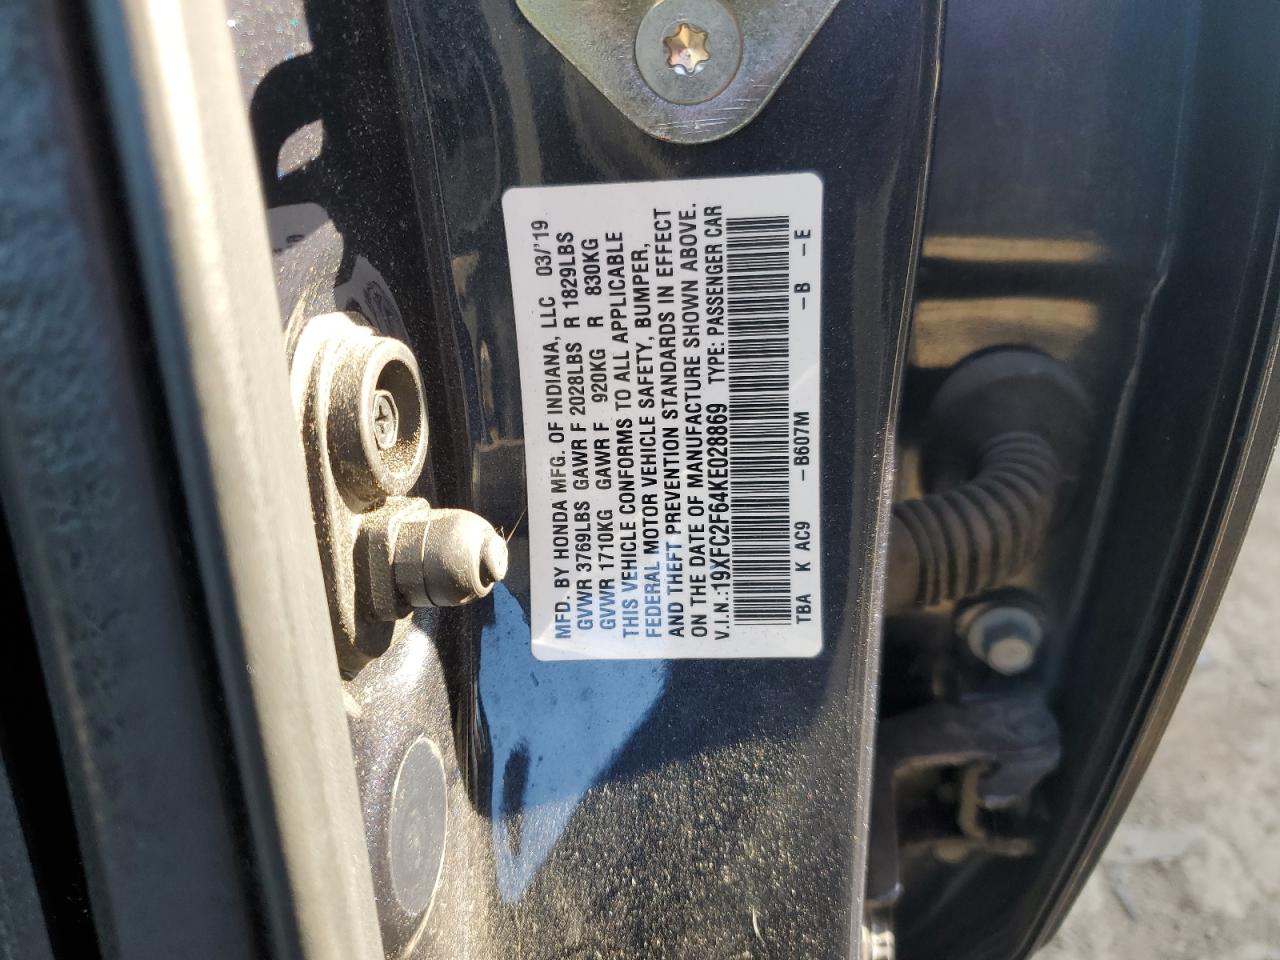 MFD. BY HONDA MFG. OF INDIANA, LLC 03/'19
GVWR 3769LBS GAWR F 2028LBS R 1829LBS
GVWR 1710KG GAWR F 920KG R 830KG
THIS VEHICLE CONFORMS TO ALL APPLICABLE
FEDERAL MOTOR VEHICLE SAFETY, BUMPER,
AND THEFT PREVENTION STANDARDS IN EFFECT
ON THE DATE OF MANUFACTURE SHOWN ABOVE.
V.I.N.:19XFC2F64KE028869 TYPE: PASSENGER CAR
TBA K AC9 –B607M –B –E